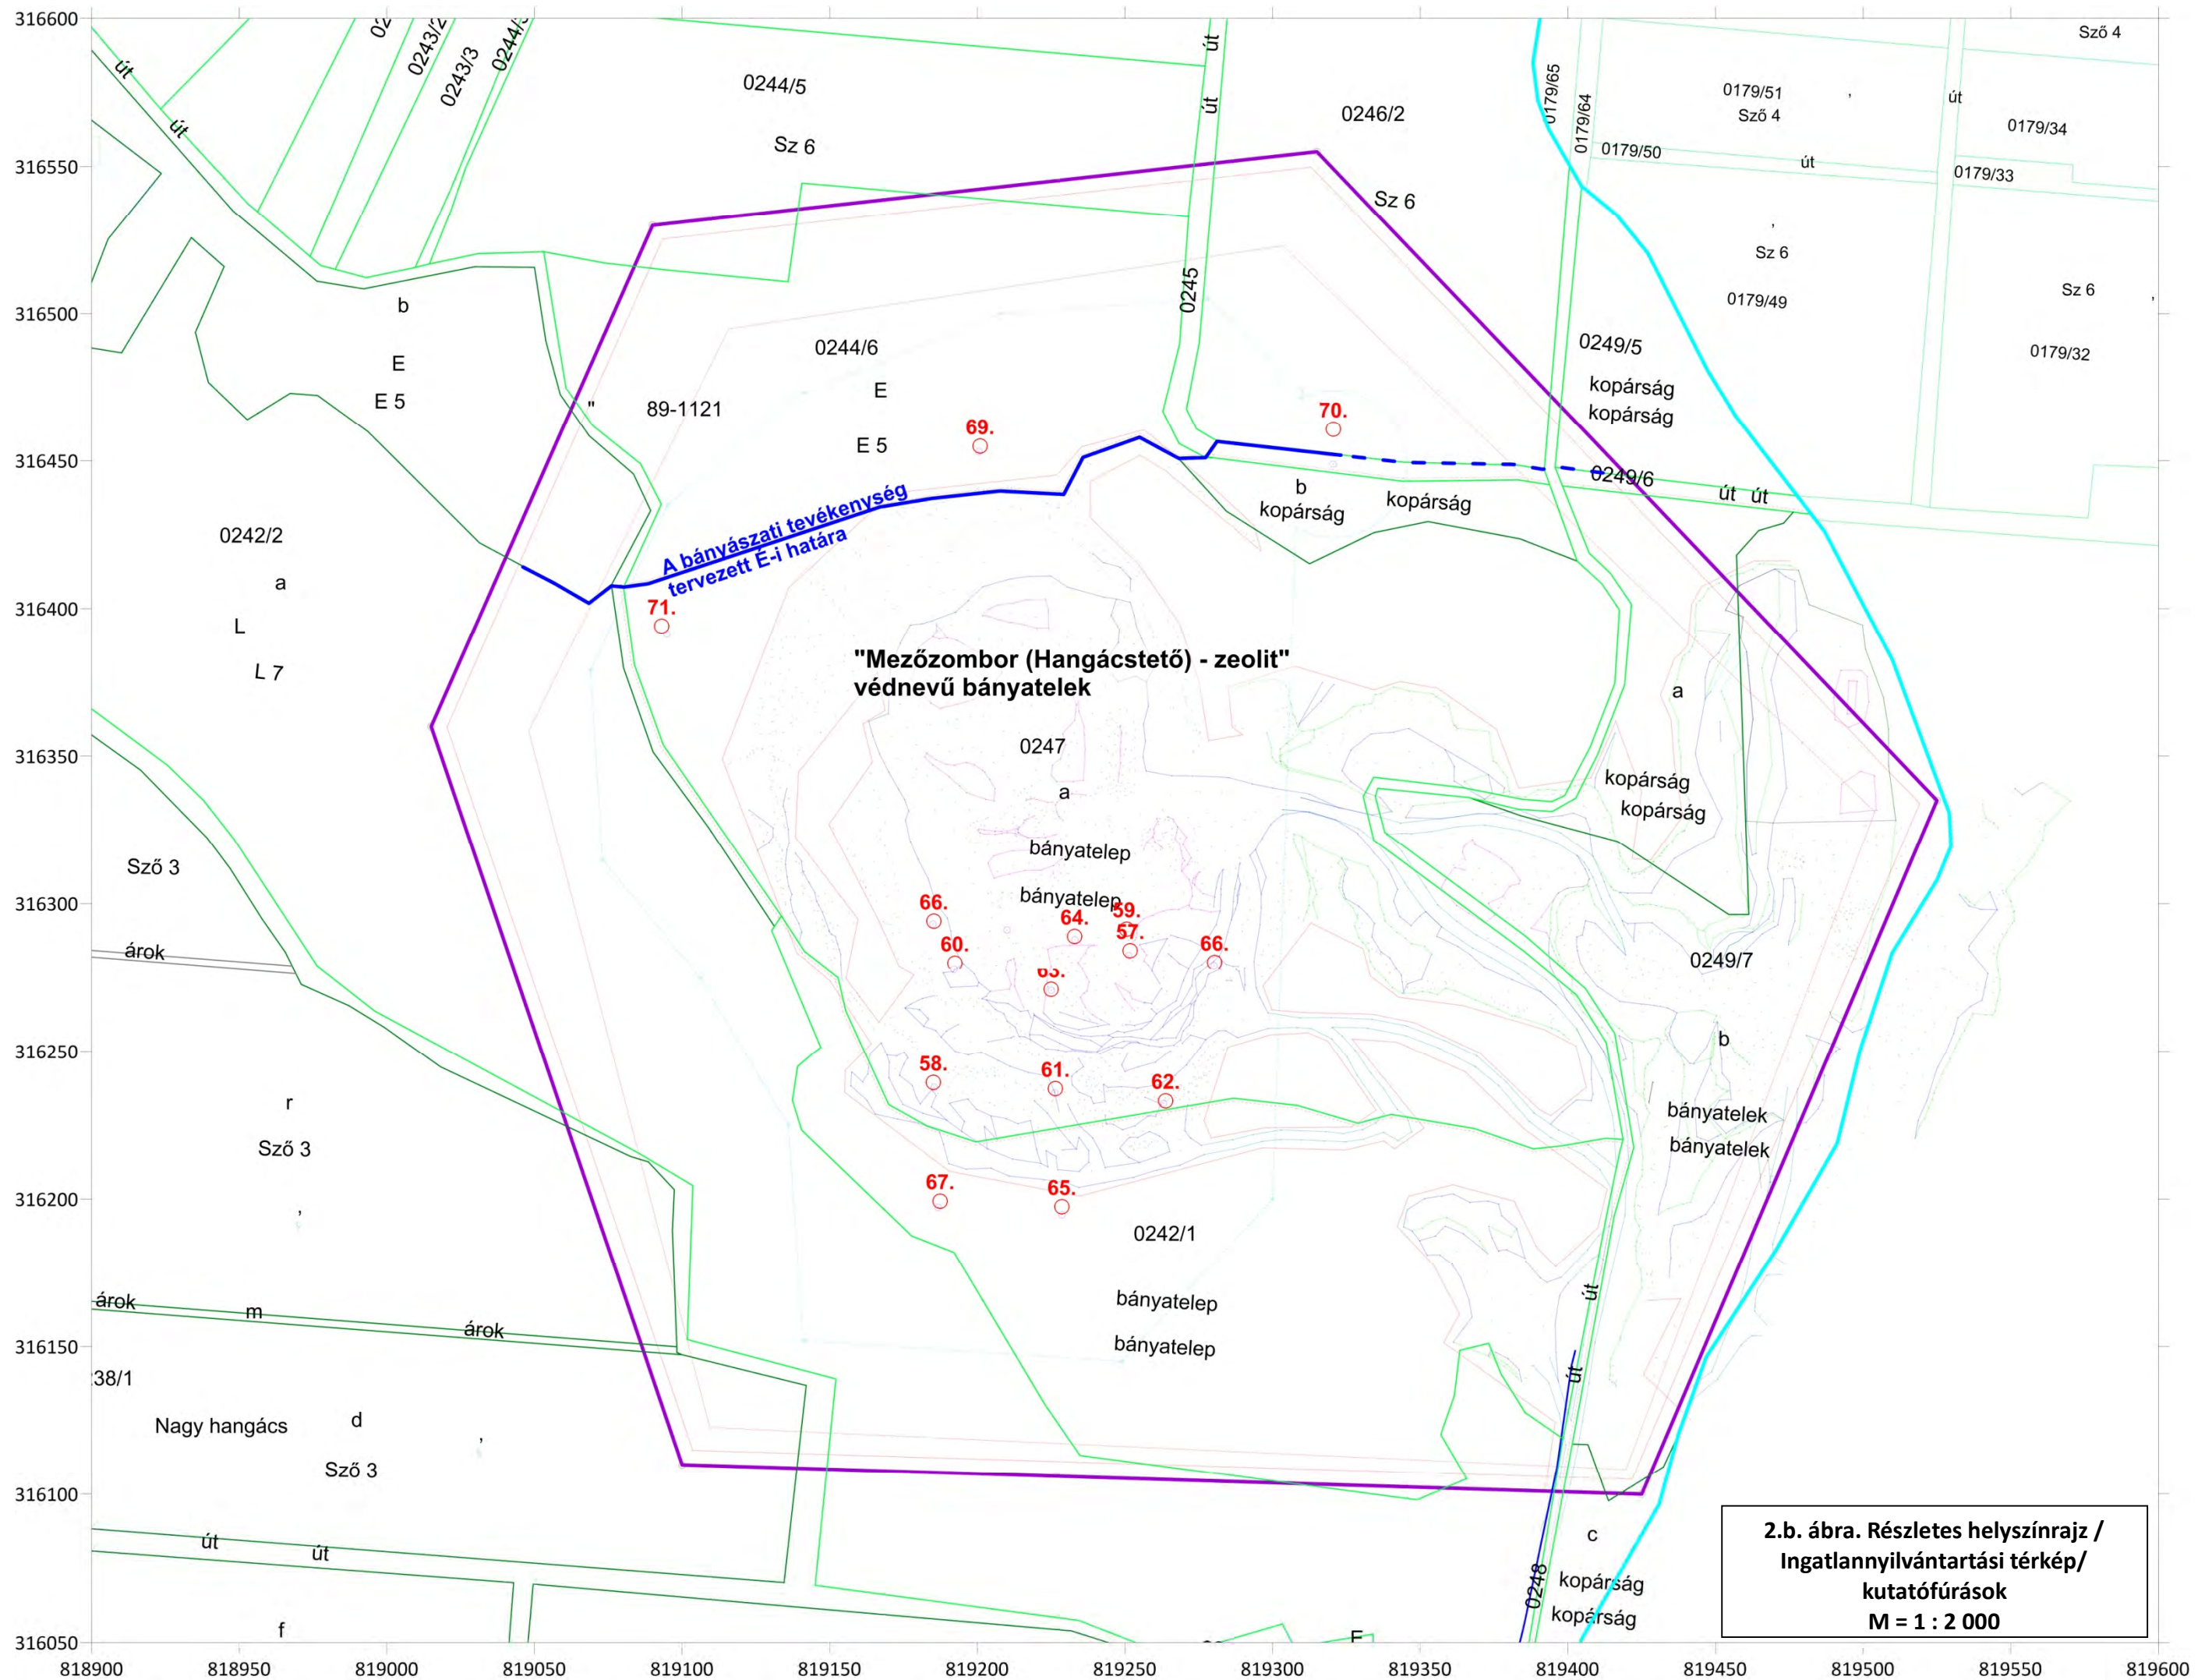 316600
316550
316500
316450
316400
316350
316300
316250
316200
316150
316100
316050
818900 818950 819000 819050 819100 819150 819200 819250 819300 819350 819400 819450 819500 819550 819600
út
út
0243/2
0243/3
0244/5
Sz 6
út
út
0246/2
Sz 6
0179/65
0179/64
0179/51
Sző 4
Sző 4
út
0179/34
0179/50
út
0179/33
Sz 6
0179/49
Sz 6
0179/32
b
E
E 5
0245
0244/6
E
E 5
"
89-1121
0249/5
kopárság
kopárság
69.
70.
0249/6
út út
b
kopárság
kopárság
A bányászati tevékenység
tervezett É-i határa
0242/2
a
L
L 7
71.
"Mezőzombor (Hangácstető) - zeolit"
védnevű bányatelek
0247
a
bányatelep
bányatelep
a
kopárság
kopárság
Sző 3
árok
66.
64.
59.
57.
60.
66.
63.
0249/7
b
58.
61.
62.
bányatelek
bányatelek
r
Sző 3
67.
65.
0242/1
bányatelep
bányatelep
út
út
árok
m
árok
38/1
Nagy hangács
d
Sző 3
út
út
f
E
0248
c
kopárság
kopárság
2.b. ábra. Részletes helyszínrajz /
Ingatlannyilvántartási térkép/
kutatófúrások
M = 1 : 2 000